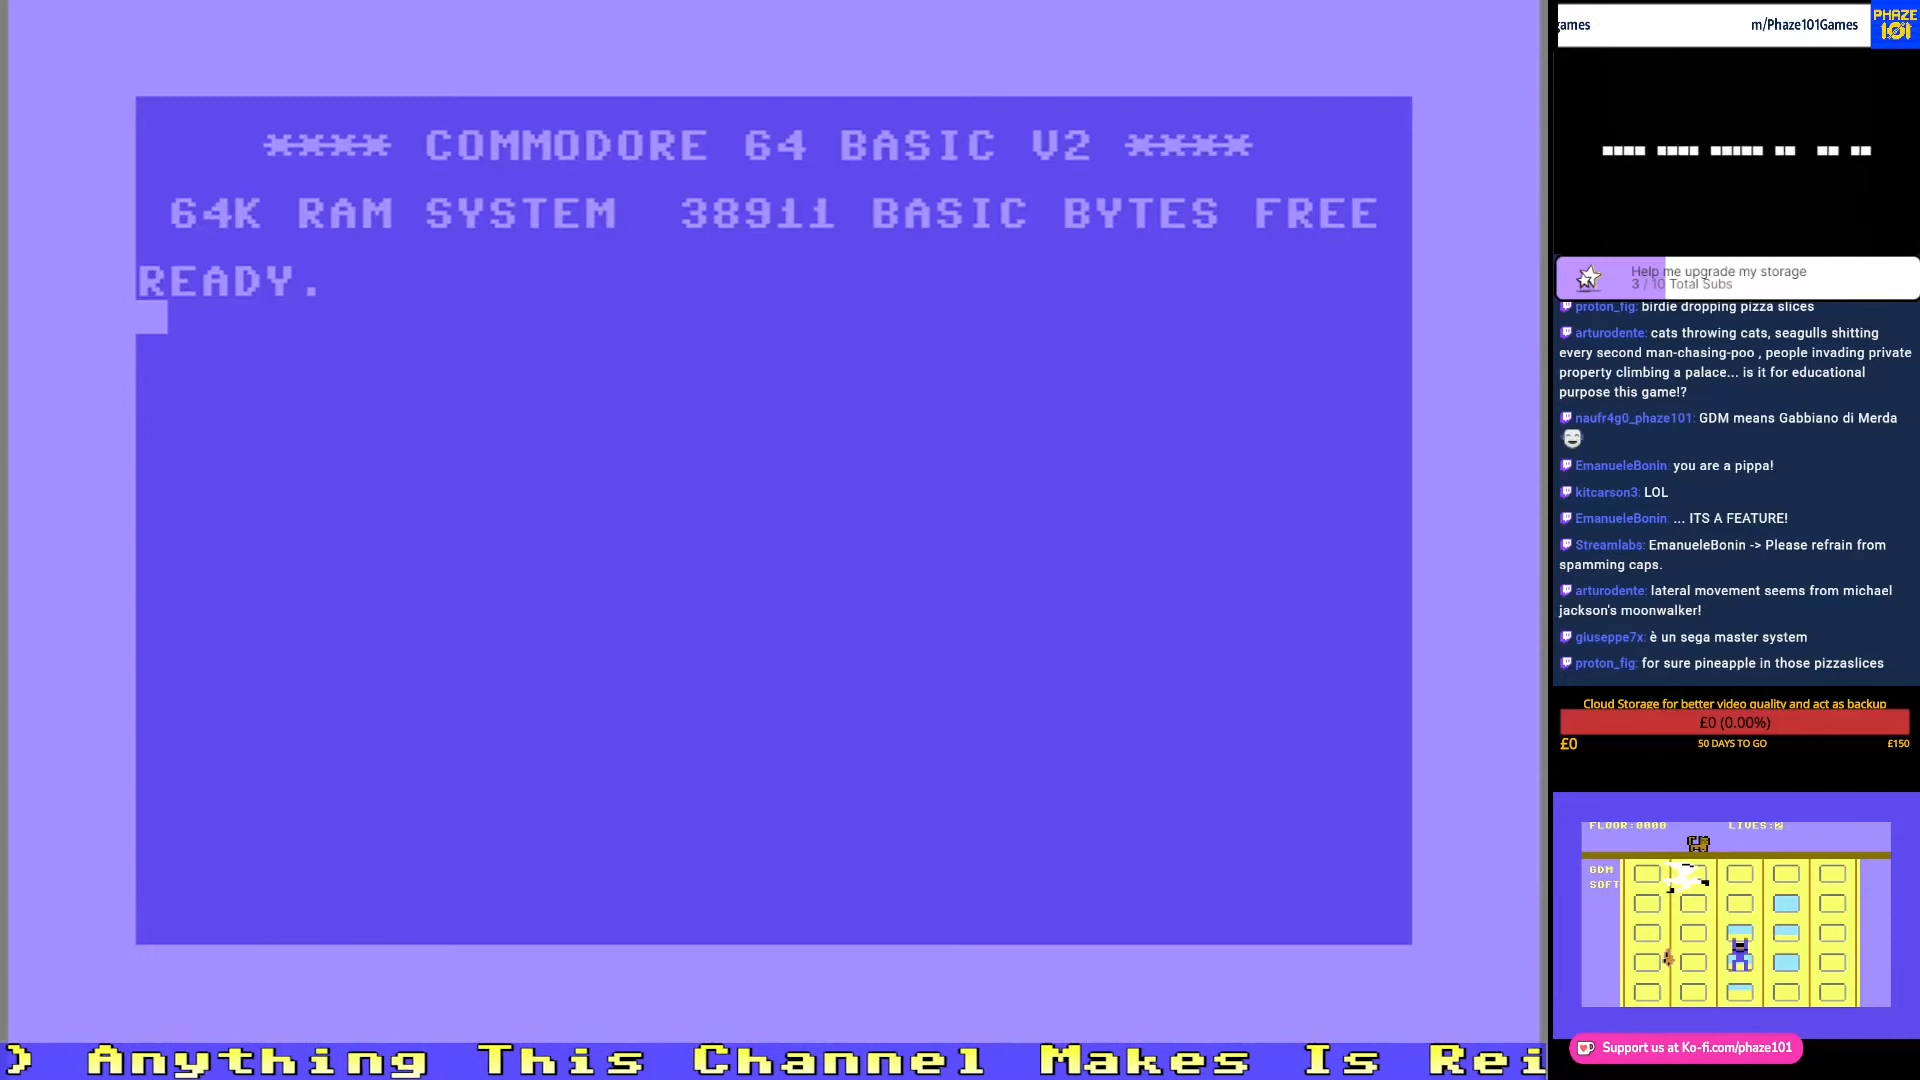 **** COMMODORE 64 BASIC V2 ****
64K RAM SYSTEM  38911 BASIC BYTES FREE
READY.
) Anything This Channel Makes Is Rei
games
m/Phaze101Games
PHAZE
101
Help me upgrade my storage
3 / 10 Total Subs
proton_fig: birdie dropping pizza slices
arturodente: cats throwing cats, seagulls shitting
every second man-chasing-poo , people invading private
property climbing a palace... is it for educational
purpose this game!?
naufr4g0_phaze101: GDM means Gabbiano di Merda
EmanueleBonin: you are a pippa!
kitcarson3: LOL
EmanueleBonin: ... ITS A FEATURE!
Streamlabs: EmanueleBonin -> Please refrain from
spamming caps.
arturodente: lateral movement seems from michael
jackson's moonwalker!
giuseppe7x: è un sega master system
proton_fig: for sure pineapple in those pizzaslices
Cloud Storage for better video quality and act as backup
£0 (0.00%)
£0 50 DAYS TO GO £150
FLOOR:0000 LIVES:2
GDM
SOFT
Support us at Ko-fi.com/phaze101